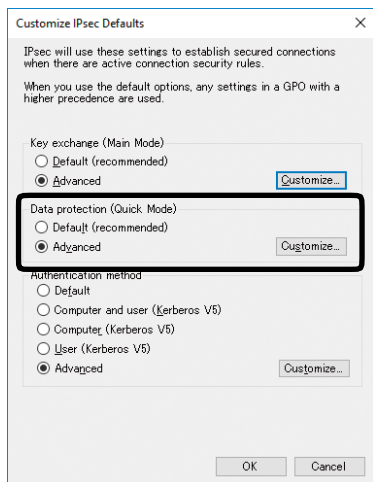 Customize IPsec Defaults
IPsec will use these settings to establish secured connections
when there are active connection security rules.
When you use the default options, any settings in a GPO with a
higher precedence are used.
Key exchange (Main Mode)
Default (recommended)
Advanced
Customize...
Data protection (Quick Mode)
Default (recommended)
Advanced
Customize...
Authentication method
Default
Computer and user (Kerberos V5)
Computer (Kerberos V5)
User (Kerberos V5)
Advanced
Customize...
OK
Cancel